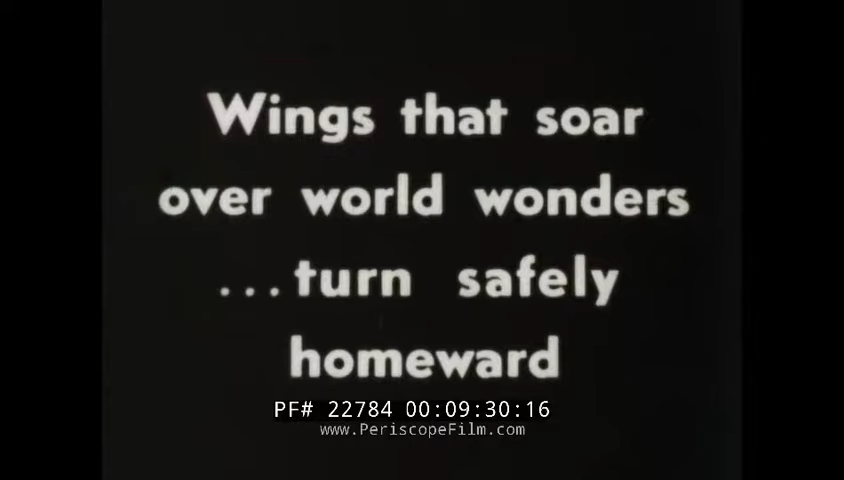 Wings that soar
over world wonders
...turn safely
homeward
PF# 22784 00:09:30:16
www.PeriscopeFilm.com